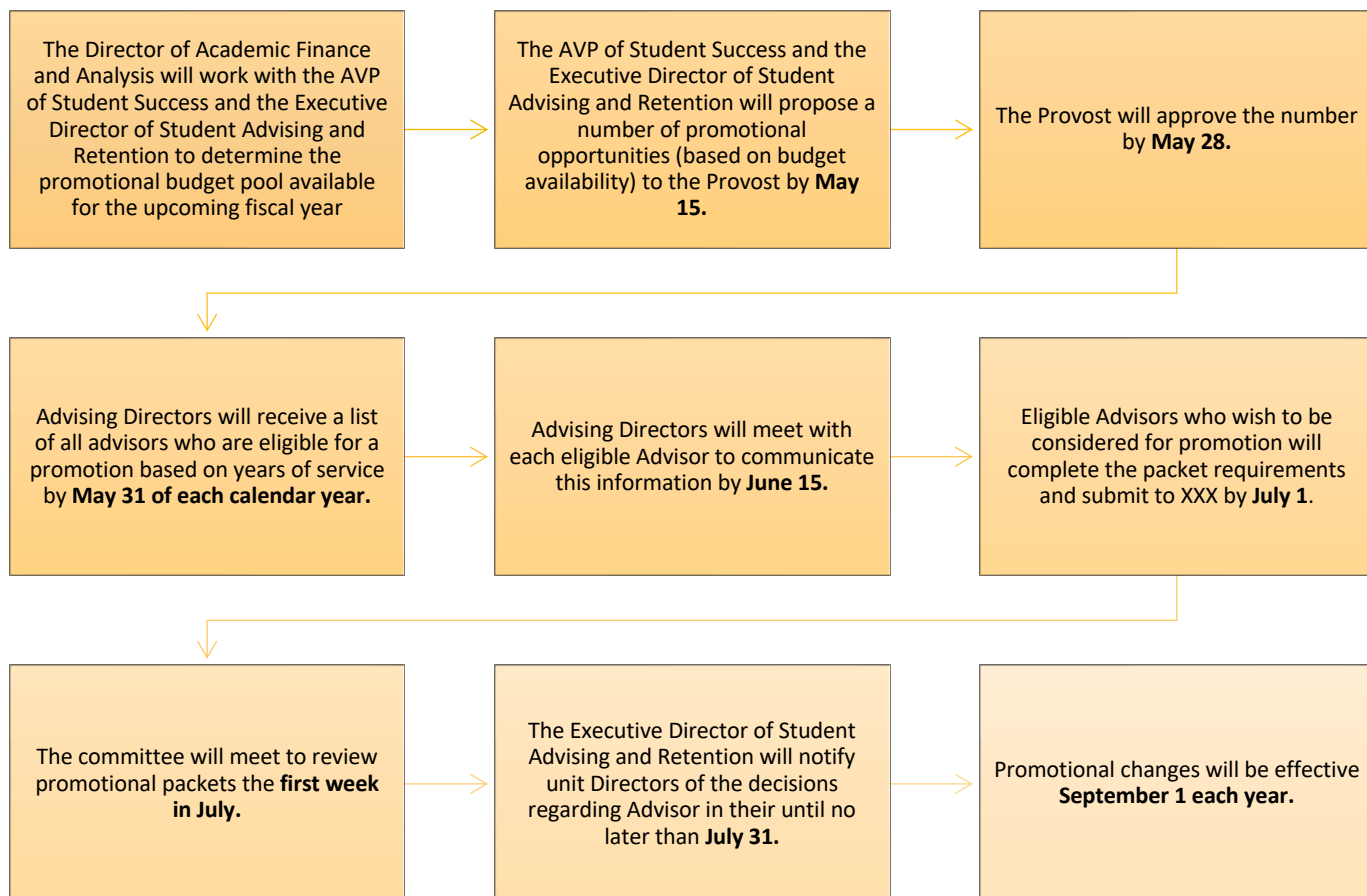 The Director of Academic Finance
and Analysis will work with the AVP
of Student Success and the Executive
Director of Student Advising and
Retention to determine the
promotional budget pool available
for the upcoming fiscal year
The AVP of Student Success and the
Executive Director of Student
Advising and Retention will propose a
number of promotional
opportunities (based on budget
availability) to the Provost by May
15.
The Provost will approve the number
by May 28.
Advising Directors will receive a list
of all advisors who are eligible for a
promotion based on years of service
by May 31 of each calendar year.
Advising Directors will meet with
each eligible Advisor to communicate
this information by June 15.
Eligible Advisors who wish to be
considered for promotion will
complete the packet requirements
and submit to XXX by July 1.
The committee will meet to review
promotional packets the first week
in July.
The Executive Director of Student
Advising and Retention will notify
unit Directors of the decisions
regarding Advisor in their until no
later than July 31.
Promotional changes will be effective
September 1 each year.